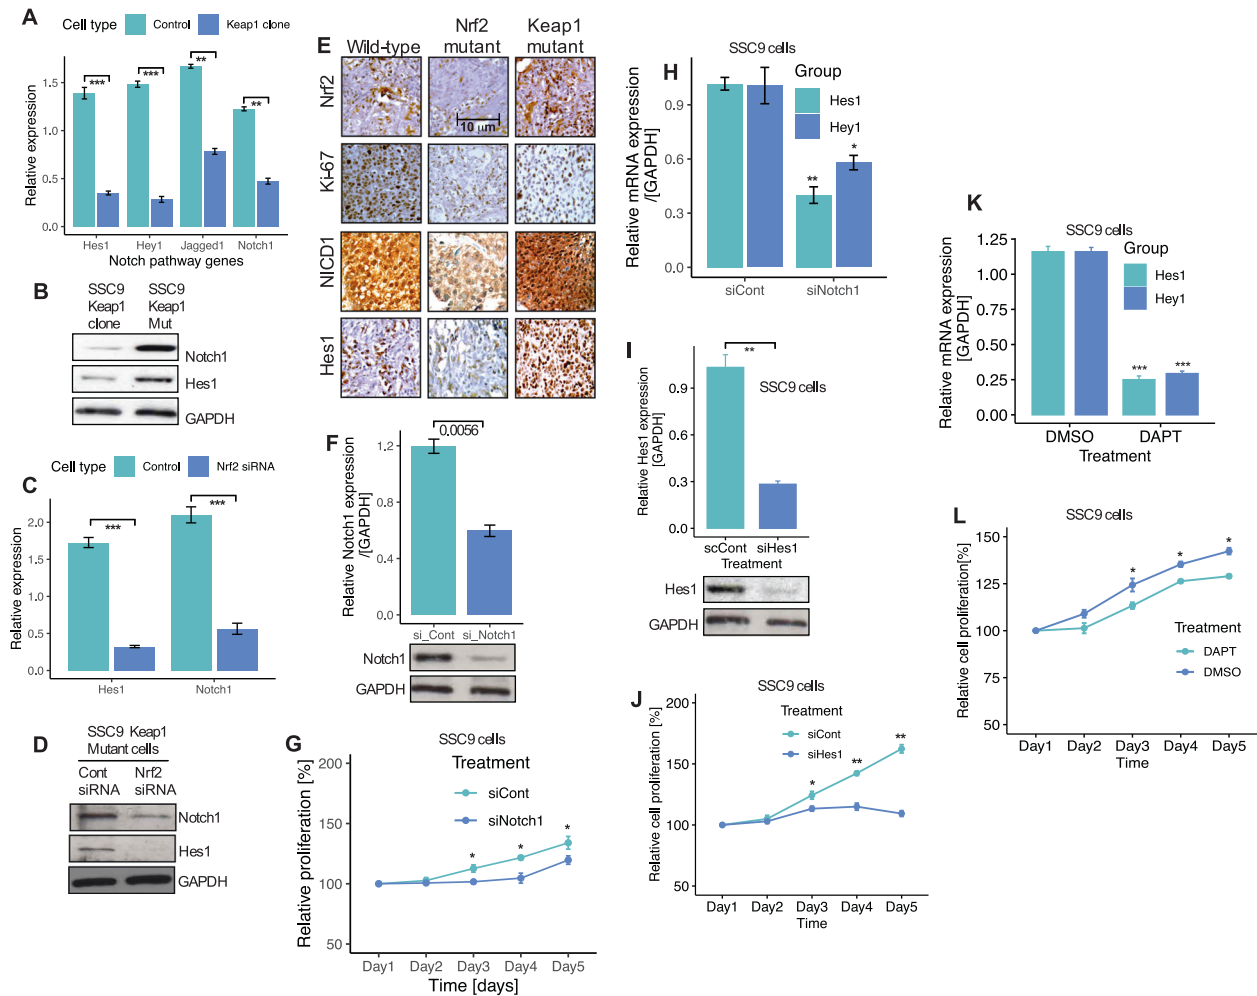 A
Cell type
Control
Keap1 clone
Relative expression
1.5
1.0
0.5
0.0
***
***
**
**
Hes1
Hey1
Jagged1
Notch1
Notch pathway genes
B
SSC9
Keap1
clone
SSC9
Keap1
Mut
Notch1
Hes1
GAPDH
C
Cell type
Control
Nrf2 siRNA
Relative expression
2.0
1.5
1.0
0.5
0.0
***
***
Hes1
Notch1
D
SSC9 Keap1
Mutant cells
Cont
siRNA
Nrf2
siRNA
Notch1
Hes1
GAPDH
E
Wild-type
Nrf2
mutant
Keap1
mutant
Nrf2
10 μm
Ki-67
NICD1
Hes1
F
Relative Notch1 expression
/[GAPDH]
1,2
0.8
0.4
0.0
0.0056
si_Cont
si_Notch1
Notch1
GAPDH
G
SSC9 cells
Treatment
siCont
siNotch1
Relative proliferation [%]
200
150
100
50
*
*
*
Day1
Day2
Day3
Day4
Day5
Time [days]
H
SSC9 cells
Group
Hes1
Hey1
Relative mRNA expression
/[GAPDH]
0.9
0.6
0.3
0.0
**
*
siCont
siNotch1
I
**
SSC9 cells
Relative Hes1 expression
[GAPDH]
0.9
0.6
0.3
0.0
scCont
siHes1
Treatment
Hes1
GAPDH
J
SSC9 cells
Treatment
siCont
siHes1
Relative cell proliferation [%]
200
150
100
50
*
**
**
Day1
Day2
Day3
Day4
Day5
Time
K
SSC9 cells
Group
Hes1
Hey1
Relative mRNA expression
[GAPDH]
1.25
1.00
0.75
0.50
0.25
0.00
***
***
DMSO
DAPT
Treatment
L
SSC9 cells
Relative cell proliferation[%]
150
125
100
75
50
*
*
*
Treatment
DAPT
DMSO
Day1
Day2
Day3
Day4
Day5
Time